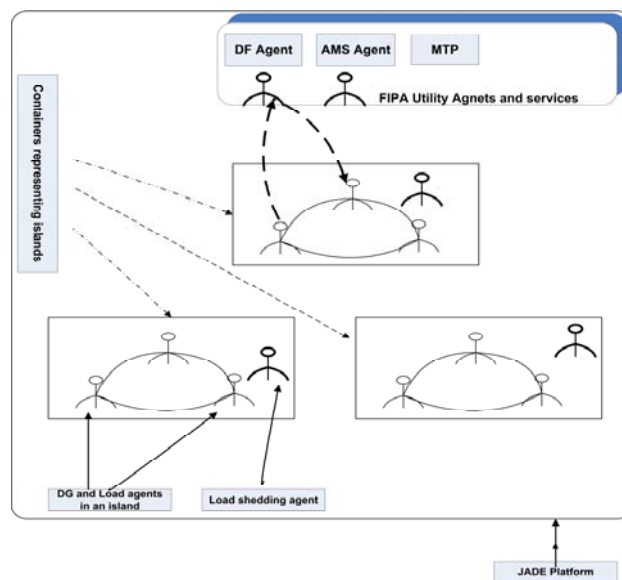 DF Agent
AMS Agent
MTP
FIPA Utility Agnets and services
Containers representing
islands
DG and Load agents
in an island
Load shedding agent
JADE Platform